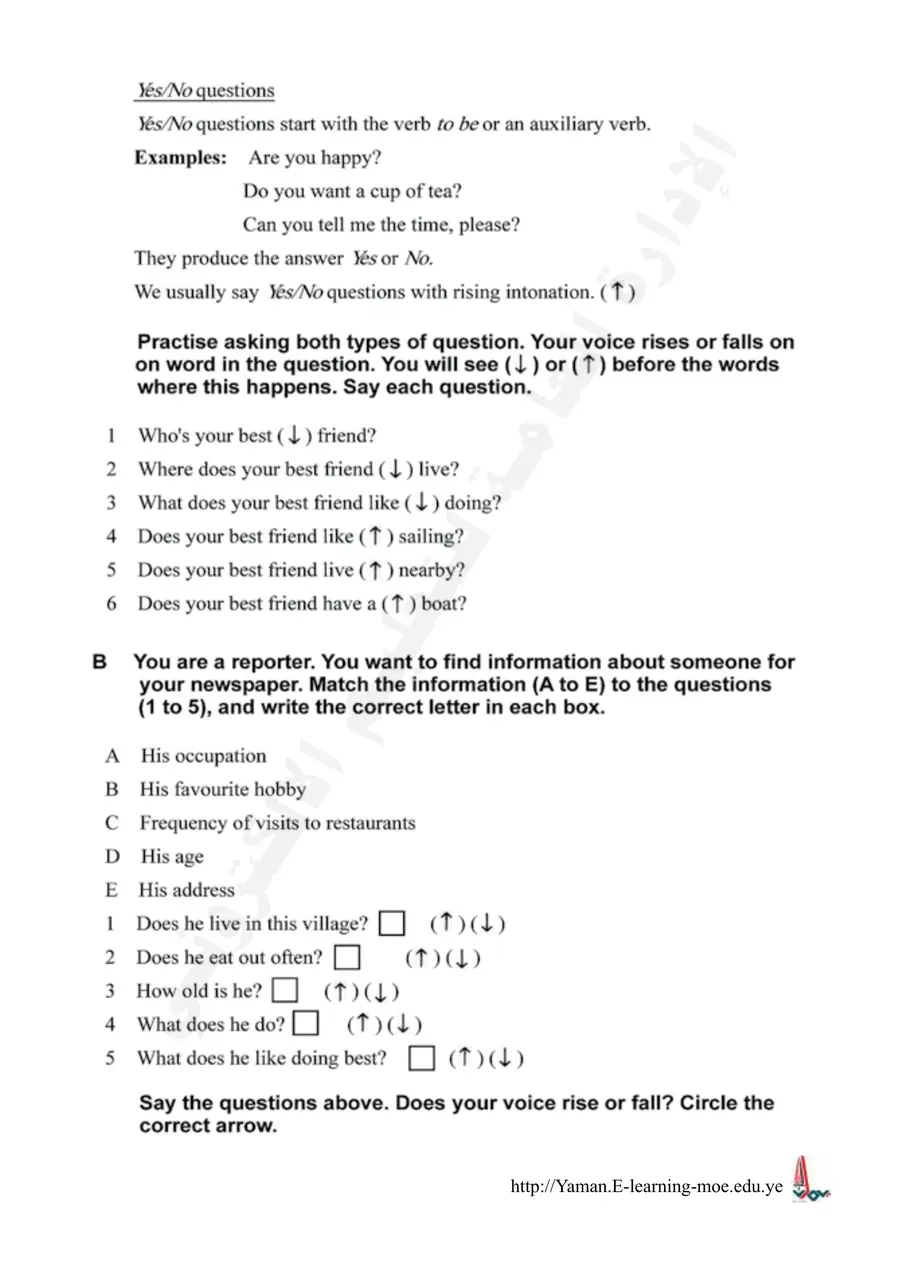 Yes/No questions
Yes/No questions start with the verb to be or an auxiliary verb.
Examples: Are you happy?
Do you want a cup of tea?
Can you tell me the time, please?
They produce the answer Yes or No.
We usually say Yes/No questions with rising intonation. (↑)
Practise asking both types of question. Your voice rises or falls on
on word in the question. You will see (↓) or (↑) before the words
where this happens. Say each question.
1 Who's your best (↓) friend?
2 Where does your best friend (↓) live?
3 What does your best friend like (↓) doing?
4 Does your best friend like (↑) sailing?
5 Does your best friend live (↑) nearby?
6 Does your best friend have a (↑) boat?
B You are a reporter. You want to find information about someone for
your newspaper. Match the information (A to E) to the questions
(1 to 5), and write the correct letter in each box.
A His occupation
B His favourite hobby
C Frequency of visits to restaurants
D His age
E His address
1 Does he live in this village? □ (↑) (↓)
2 Does he eat out often? □ (↑) (↓)
3 How old is he? □ (↑) (↓)
4 What does he do? □ (↑) (↓)
5 What does he like doing best? □ (↑) (↓)
Say the questions above. Does your voice rise or fall? Circle the
correct arrow.
http://Yaman.E-learning-moe.edu.ye
الإدارة العامة للتعليم الالكتروني